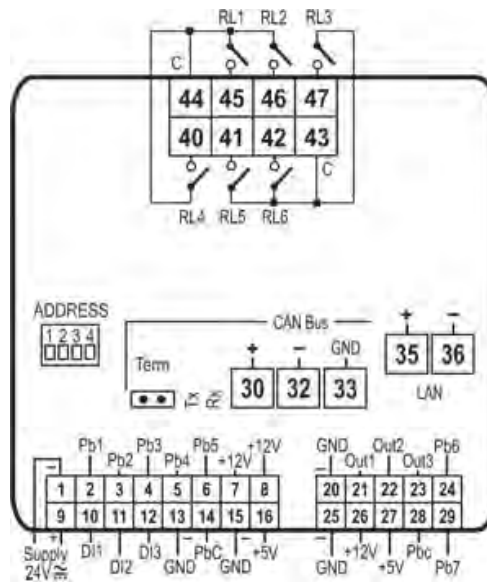 RL1 RL2 RL3
C
44 45 46 47
40 41 42 43
C
RL4 RL5 RL6
ADDRESS
1 2 3 4
CAN Bus
+ − GND + −
Term
Tx Rx 30 32 33 35 36
LAN
Pb1 Pb3 Pb5 +12V GND Out2 Pb6
Pb2 Pb4 +12V Out1 Out3
− −
1 2 3 4 5 6 7 8 20 21 22 23 24
9 10 11 12 13 14 15 16 25 26 27 28 29
+ − − −
Supply DI1 DI3 PbC +5V +12V Pbc
24V DI2 GND GND GND +5V Pb7